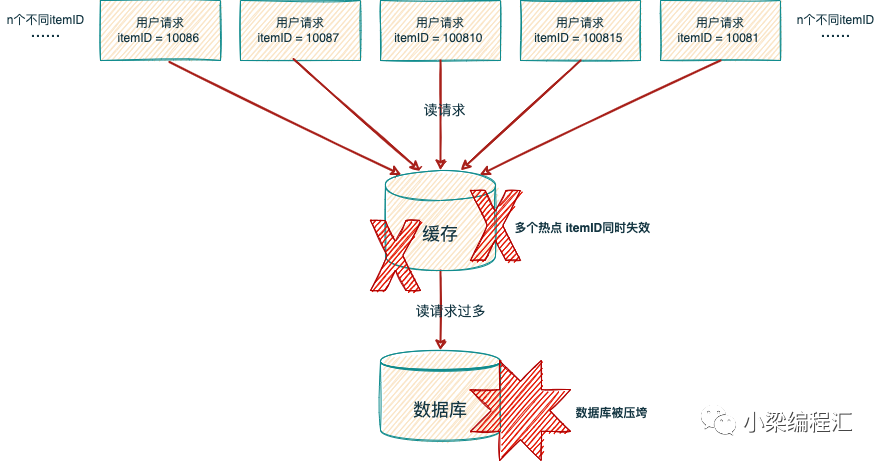 n个不同itemID
······
用户请求
itemID = 10086
用户请求
itemID = 10087
用户请求
itemID = 100810
用户请求
itemID = 100815
用户请求
itemID = 10081
n个不同itemID
······
读请求
缓存
多个热点 itemID同时失效
读请求过多
数据库
数据库被压垮
小梁编程汇